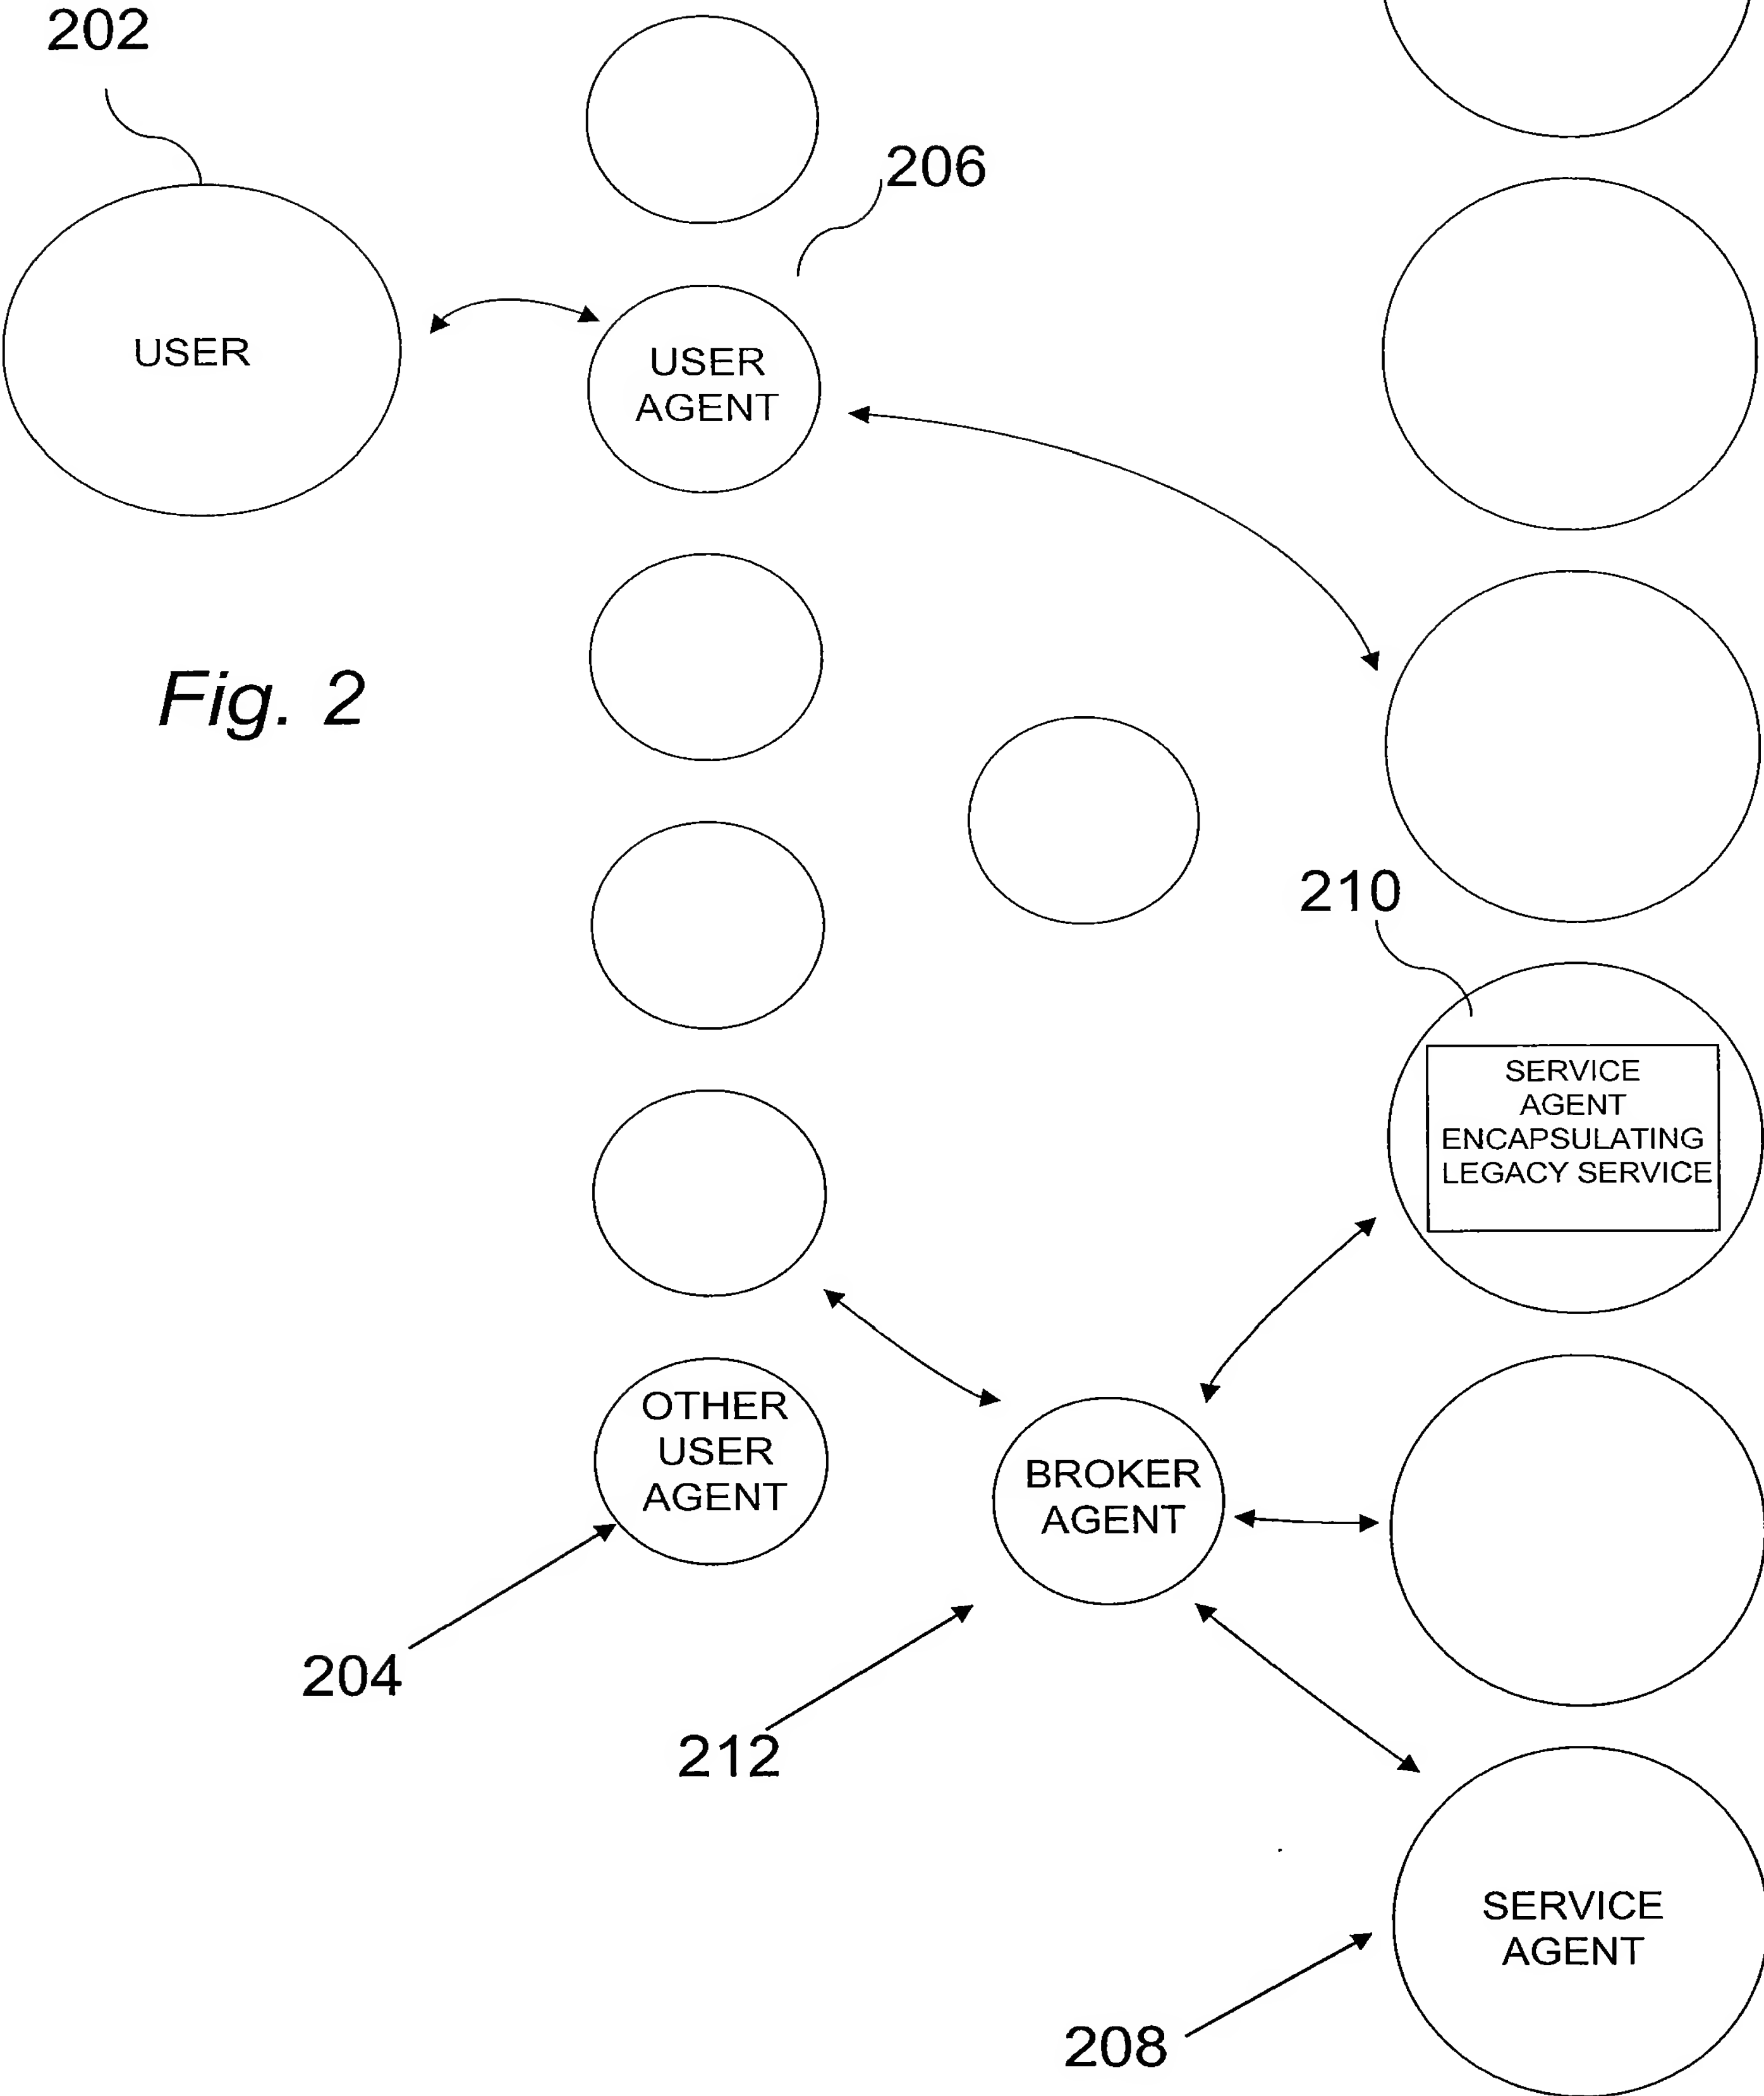 202
206
USER
USER
AGENT
Fig. 2
210
SERVICE
AGENT
ENCAPSULATING
LEGACY SERVICE
OTHER
USER
AGENT
BROKER
AGENT
204
212
SERVICE
AGENT
208